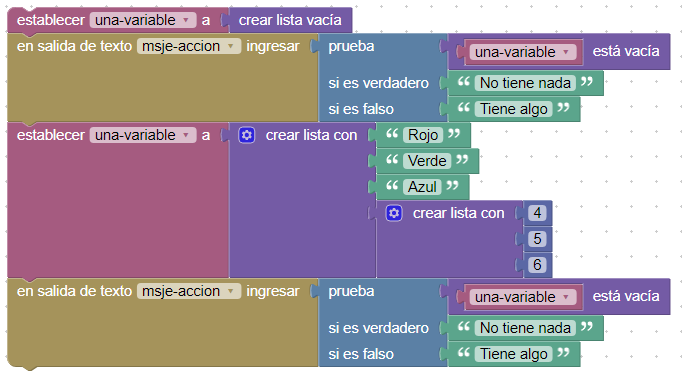 establecer una-variable a crear lista vacía
en salida de texto msje-accion ingresar prueba una-variable está vacía
si es verdadero “ No tiene nada ”
si es falso “ Tiene algo ”
establecer una-variable a crear lista con “ Rojo ”
“ Verde ”
“ Azul ”
crear lista con 4
5
6
en salida de texto msje-accion ingresar prueba una-variable está vacía
si es verdadero “ No tiene nada ”
si es falso “ Tiene algo ”